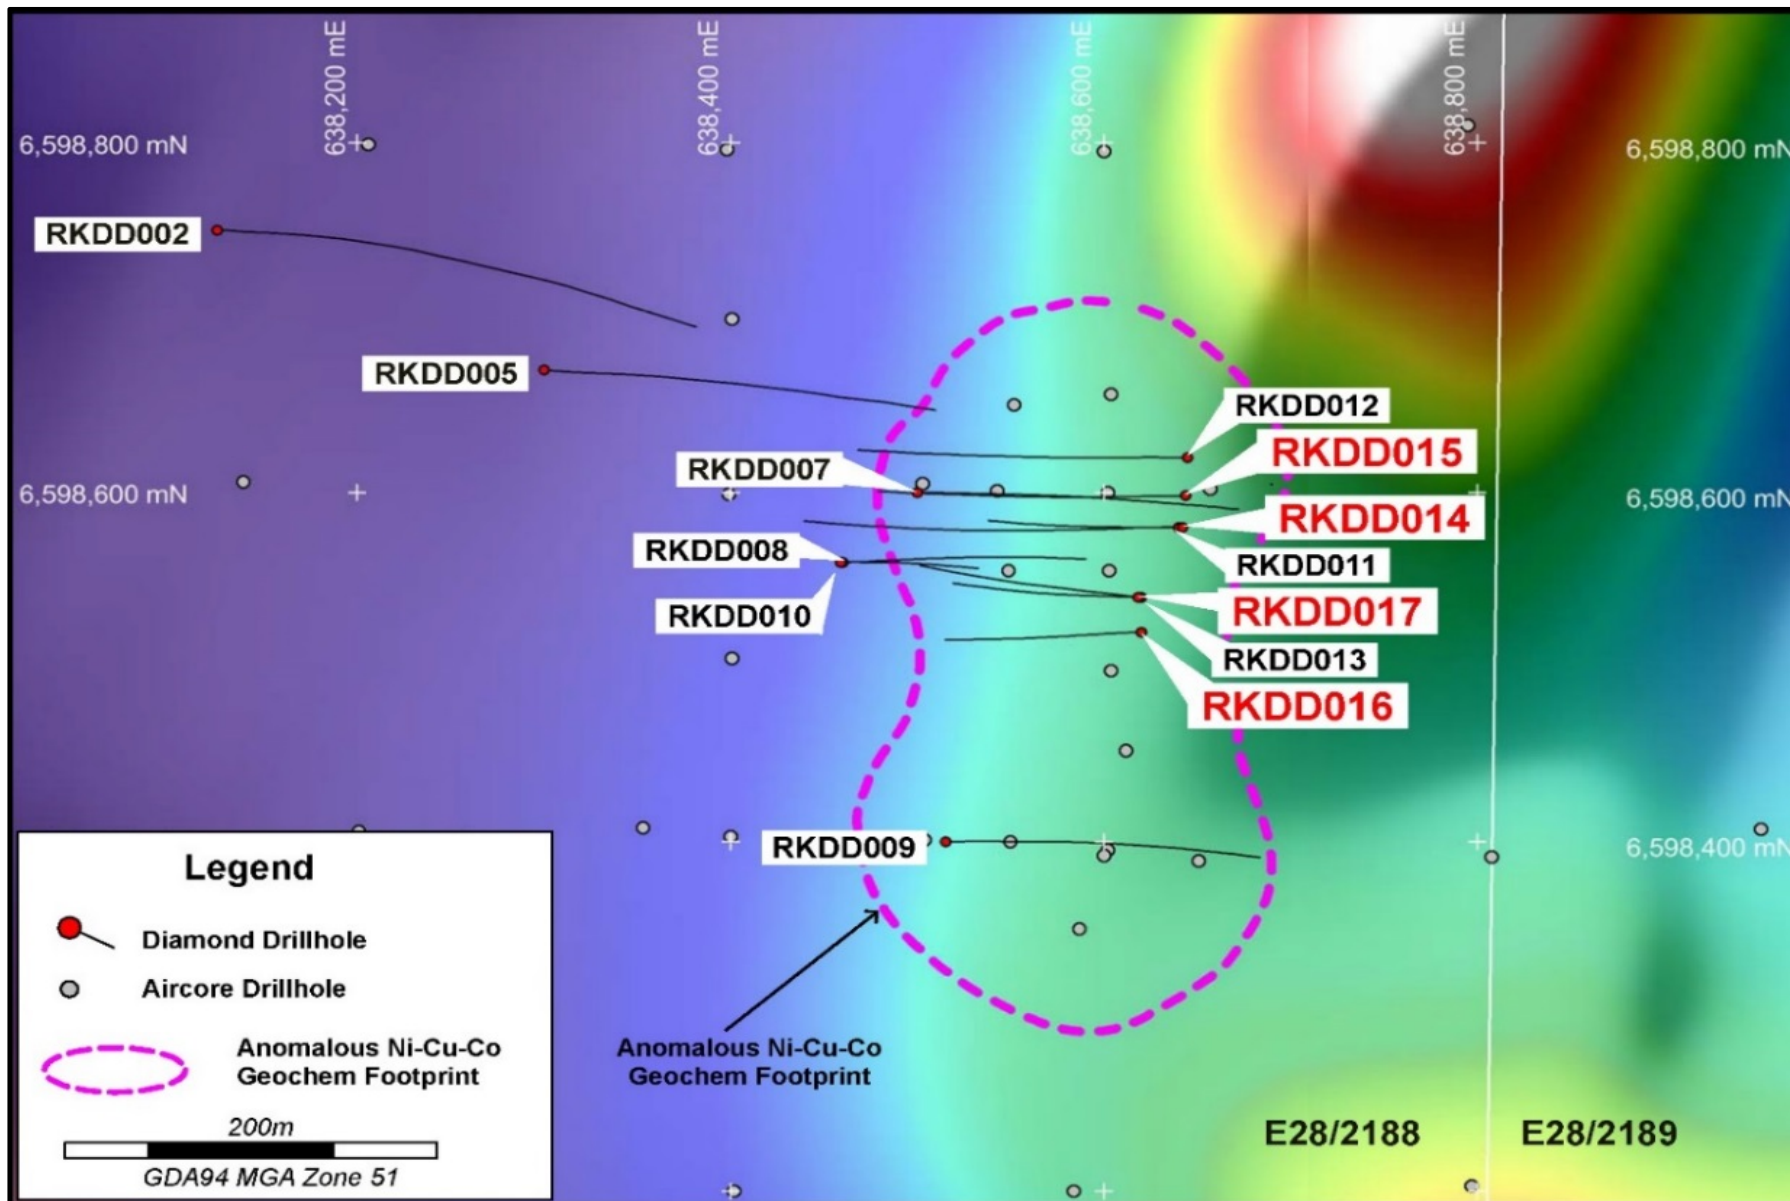 638,200 mE
638,400 mE
638,600 mE
638,800 mE
6,598,800 mN
6,598,800 mN
RKDD002
RKDD005
RKDD012
RKDD015
RKDD007
6,598,600 mN
6,598,600 mN
RKDD014
RKDD008
RKDD011
RKDD010
RKDD017
RKDD013
RKDD016
RKDD009
6,598,400 mN
Legend
Diamond Drillhole
Aircore Drillhole
Anomalous Ni-Cu-Co
Geochem Footprint
200m
GDA94 MGA Zone 51
Anomalous Ni-Cu-Co
Geochem Footprint
E28/2188
E28/2189